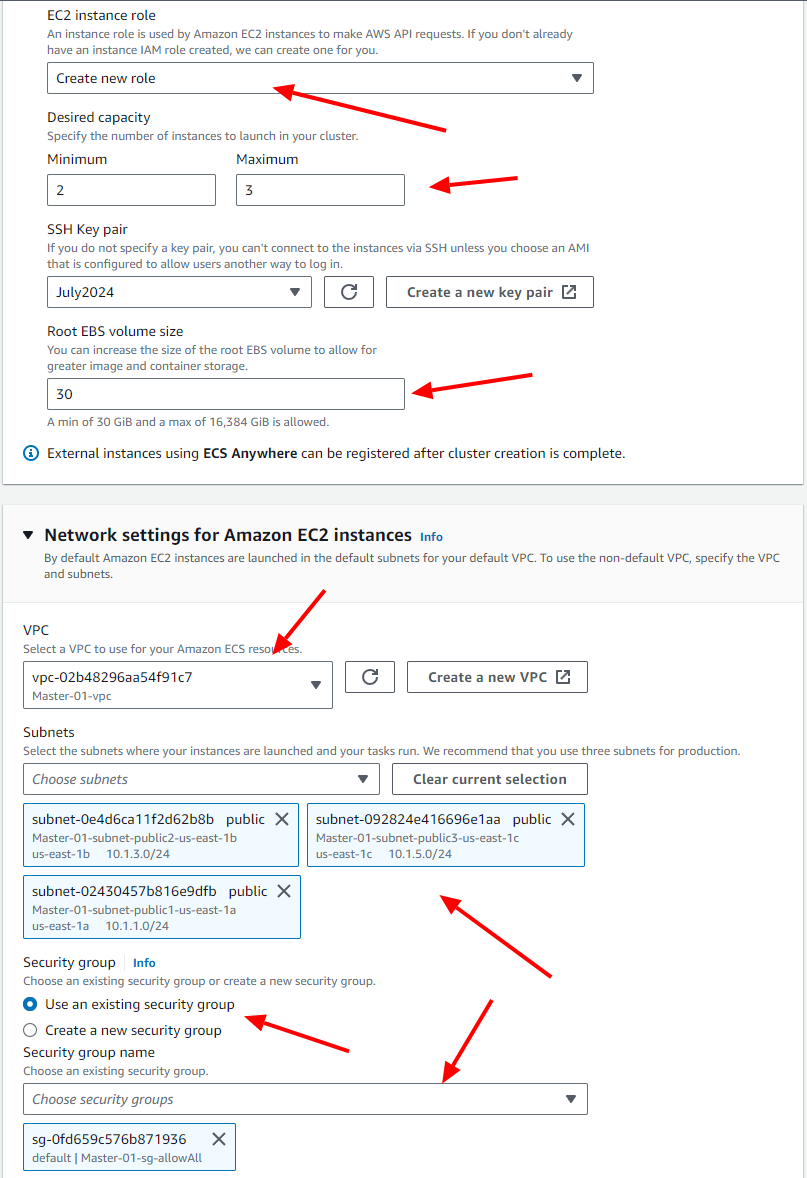 EC2 instance role
An instance role is used by Amazon EC2 instances to make AWS API requests. If you don't already
have an instance IAM role created, we can create one for you.
Create new role
Desired capacity
Specify the number of instances to launch in your cluster.
Minimum Maximum
2 3
SSH Key pair
If you do not specify a key pair, you can't connect to the instances via SSH unless you choose an AMI
that is configured to allow users another way to log in.
July2024 Create a new key pair
Root EBS volume size
You can increase the size of the root EBS volume to allow for
greater image and container storage.
30
A min of 30 GiB and a max of 16,384 GiB is allowed.
External instances using ECS Anywhere can be registered after cluster creation is complete.
Network settings for Amazon EC2 instances Info
By default Amazon EC2 instances are launched in the default subnets for your default VPC. To use the non-default VPC, specify the VPC
and subnets.
VPC
Select a VPC to use for your Amazon ECS resources.
vpc-02b48296aa54f91c7 Create a new VPC
Master-01-vpc
Subnets
Select the subnets where your instances are launched and your tasks run. We recommend that you use three subnets for production.
Choose subnets Clear current selection
subnet-0e4d6ca11f2d62b8b public subnet-092824e416696e1aa public
Master-01-subnet-public2-us-east-1b Master-01-subnet-public3-us-east-1c
us-east-1b 10.1.3.0/24 us-east-1c 10.1.5.0/24
subnet-02430457b816e9dfb public
Master-01-subnet-public1-us-east-1a
us-east-1a 10.1.1.0/24
Security group Info
Choose an existing security group or create a new security group.
Use an existing security group
Create a new security group
Security group name
Choose an existing security group.
Choose security groups
sg-0fd659c576b871936
default | Master-01-sg-allowAll